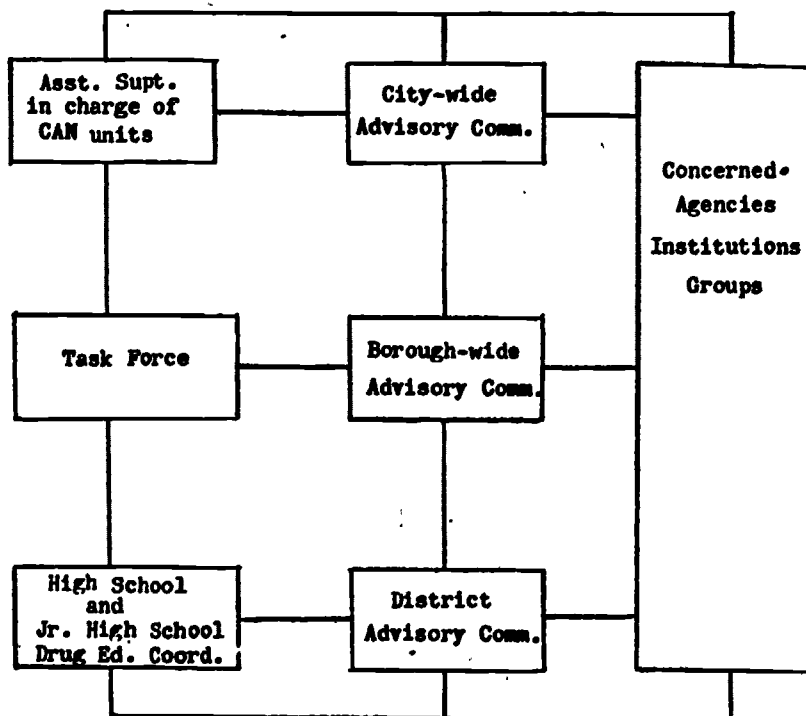 Asst. Supt.
in charge of
CAN units
City-wide
Advisory Comm.
Concerned
Agencies
Institutions
Groups
Task Force
Borough-wide
Advisory Comm.
High School
and
Jr. High School
Drug Ed. Coord.
District
Advisory Comm.